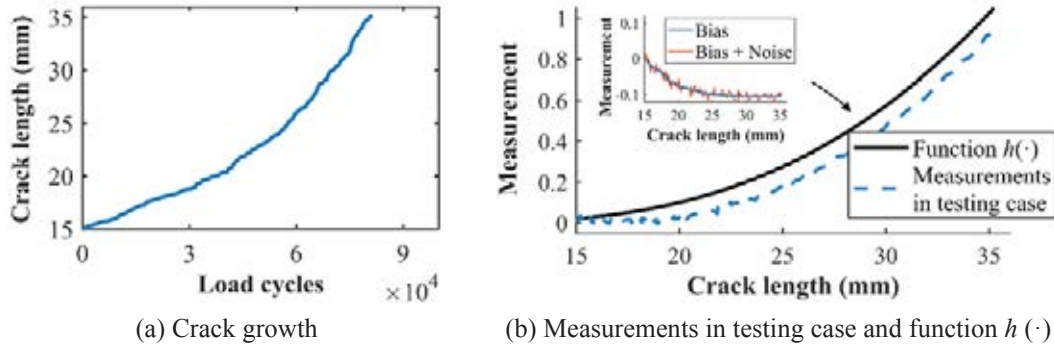 Crack length (mm)
35
30
25
20
15
0
3
6
9
Load cycles
×10⁴
(a) Crack growth
Measurement
1
0.8
0.6
0.4
0.2
0
15
20
25
30
35
Crack length (mm)
Measurement
0.1
0
-0.1
Bias
Bias + Noise
15
20
25
30
35
Crack length (mm)
Function h(·)
Measurements
in testing case
(b) Measurements in testing case and function h (·)